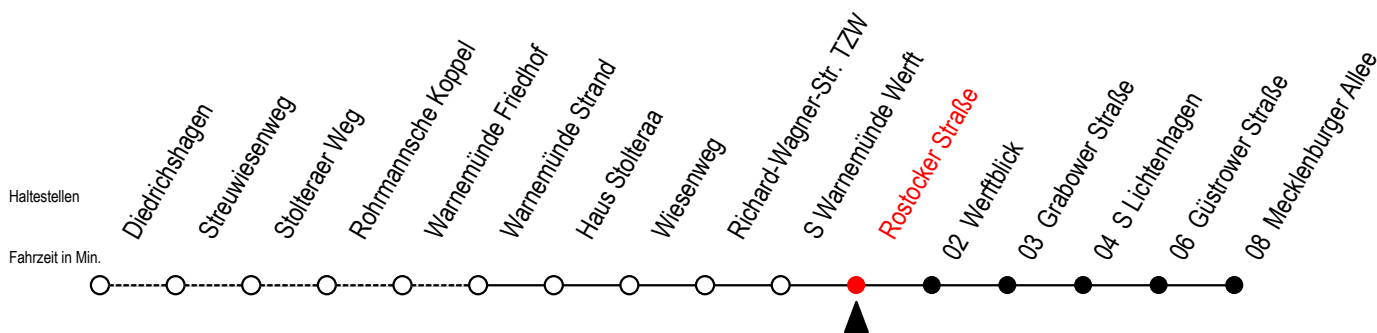 Haltestellen
Fahrzeit in Min.
Diedrichshagen
Streuwiesenweg
Stolteraer Weg
Rohrmannsche Koppel
Warnemünde Friedhof
Warnemünde Strand
Haus Stolteraa
Wiesenweg
Richard-Wagner-Str. TZW
S Warnemünde Werft
Rostocker Straße
02 Werftblick
03 Grabower Straße
04 S Lichtenhagen
06 Güstrower Straße
08 Mecklenburger Allee